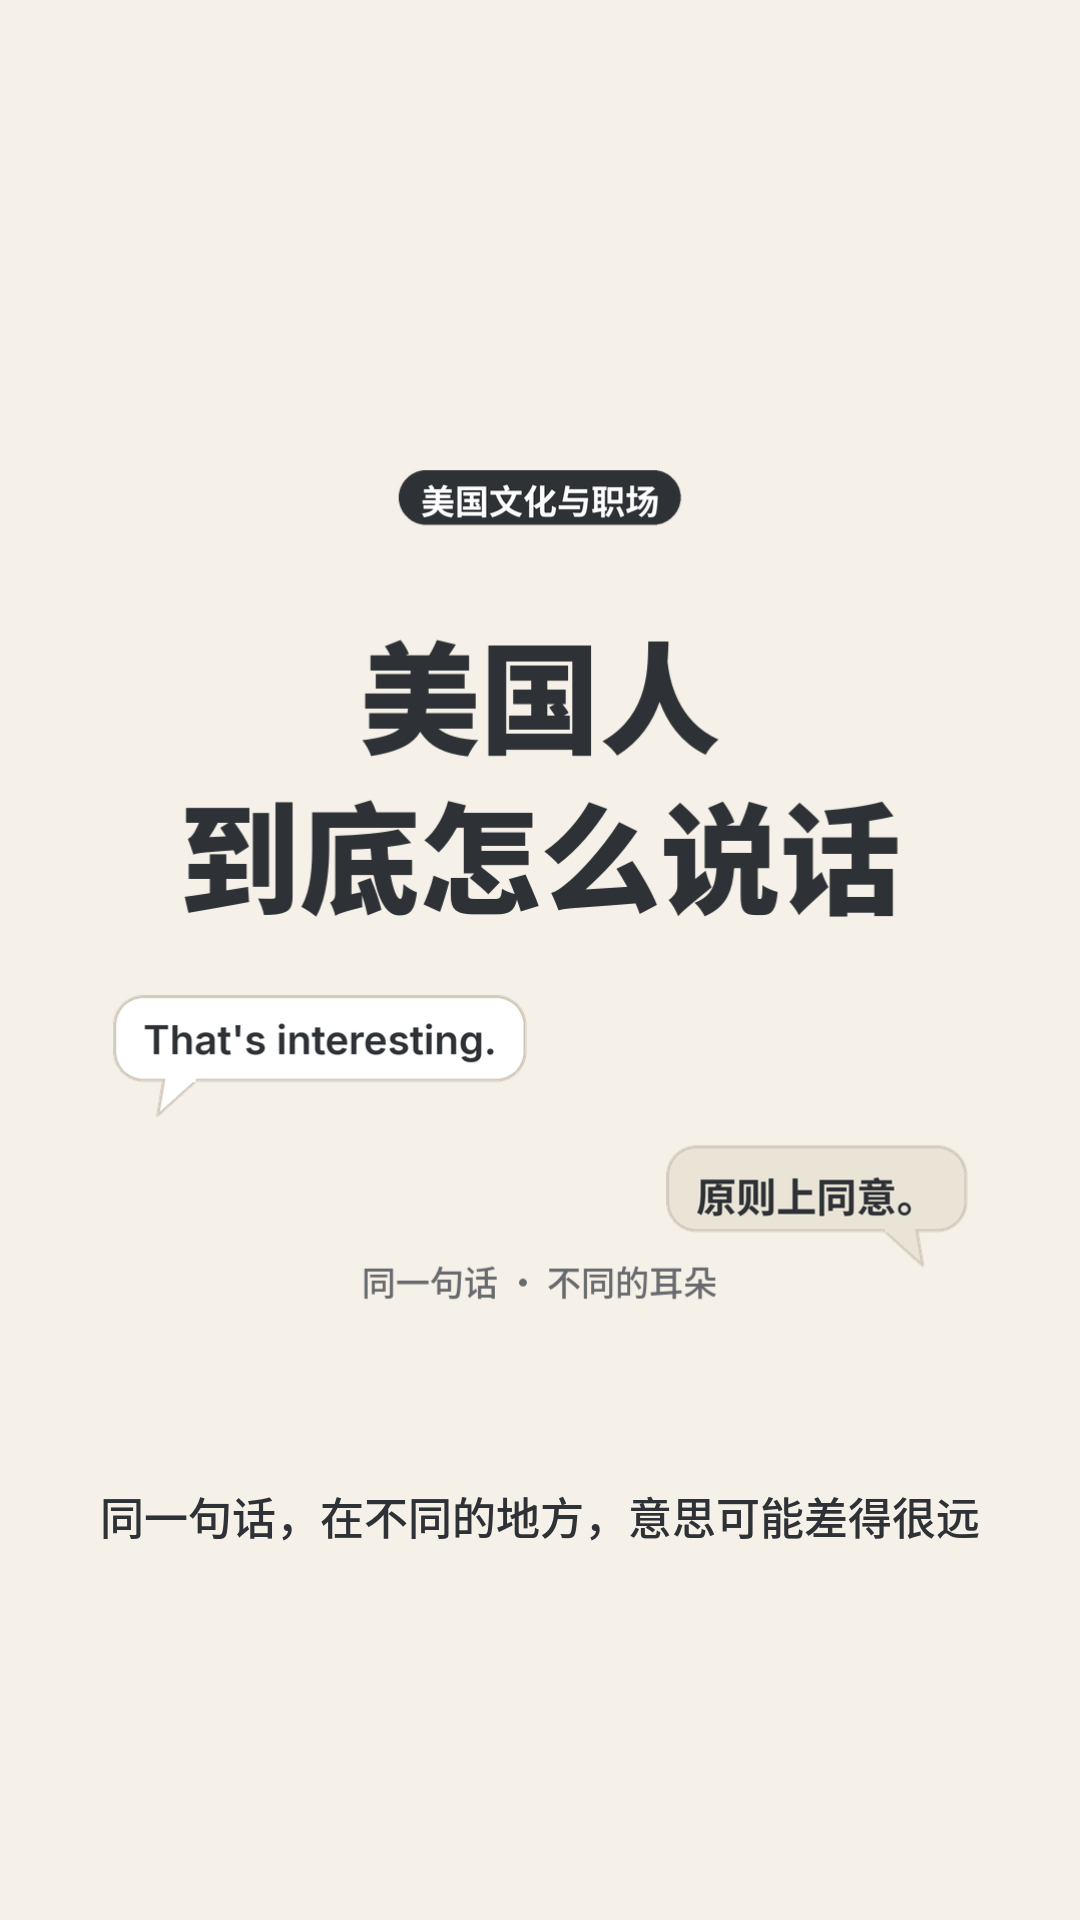 美国文化与职场
美国人
到底怎么说话
That's interesting.
原则上同意。
同一句话 · 不同的耳朵
同一句话，在不同的地方，意思可能差得很远